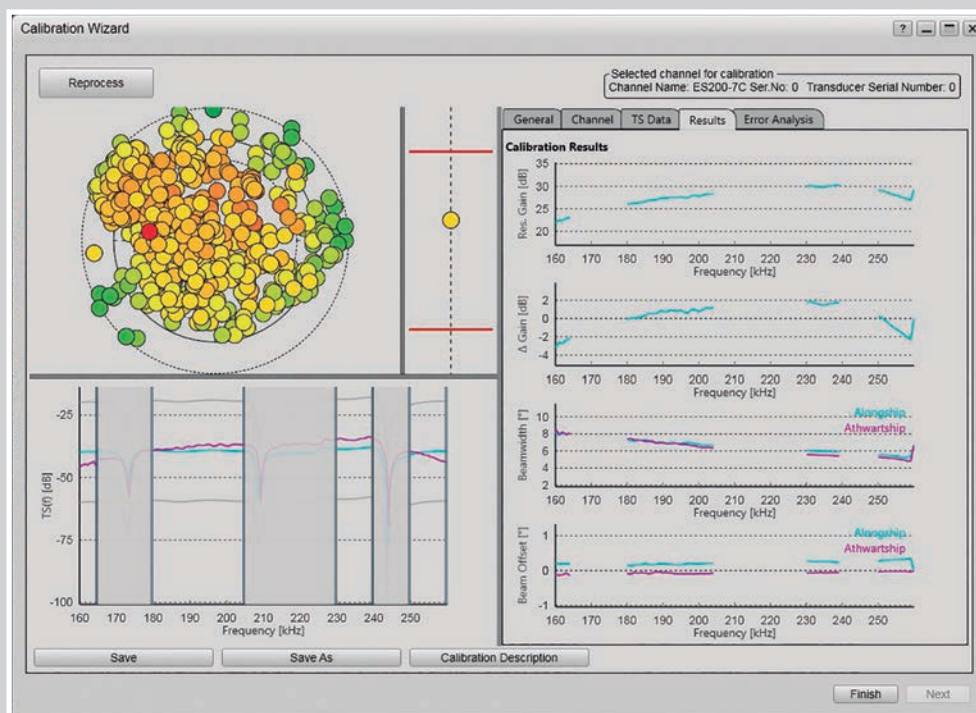 Calibration Wizard
?
Reprocess
Selected channel for calibration
Channel Name: ES200-7C Ser.No: 0 Transducer Serial Number: 0
General Channel TS Data Results Error Analysis
Calibration Results
Res. Gain [dB]
35
30
25
20
160 170 180 190 200 210 220 230 240 250
Frequency [kHz]
Δ Gain [dB]
2
0
-2
-4
160 170 180 190 200 210 220 230 240 250
Frequency [kHz]
Beamwidth [°]
10
8
6
4
2
Alongship
Athwartship
160 170 180 190 200 210 220 230 240 250
Frequency [kHz]
Beam Offset [°]
1
0
-1
Alongship
Athwartship
160 170 180 190 200 210 220 230 240 250
Frequency [kHz]
TS(f) [dB]
-25
-50
-75
-100
160 170 180 190 200 210 220 230 240 250
Frequency [kHz]
Save Save As Calibration Description
Finish Next